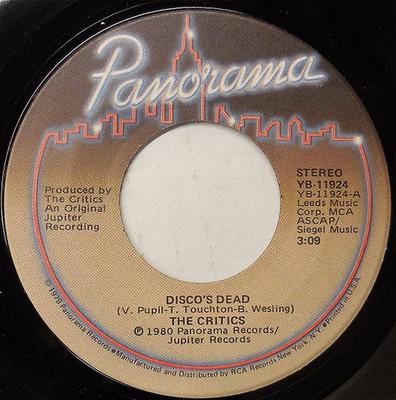 Panorama
STEREO
YB-11924
YB-11924-A
Leeds Music
Corp. MCA
ASCAP/
Siegel Music
3:09
Produced by
The Critics
An Original
Jupiter
Recording
DISCO'S DEAD
(V. Pupil-T. Touchton-B. Wesling)
THE CRITICS
℗ 1980 Panorama Records/
Jupiter Records
© 1979 Panorama Records • Manufactured and Distributed by RCA Records, New York, N.Y. • Printed in U.S.A.